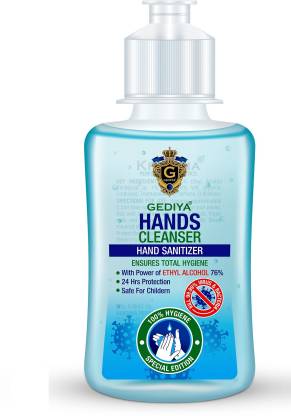 G
GEDIYA
HANDS
CLEANSER
HAND SANITIZER
ENSURES TOTAL HYGIENE
• With Power of ETHYL ALCOHOL 76%
• 24 Hrs Protection
• Safe For Childern
100% HYGIENE
SPECIAL EDITION